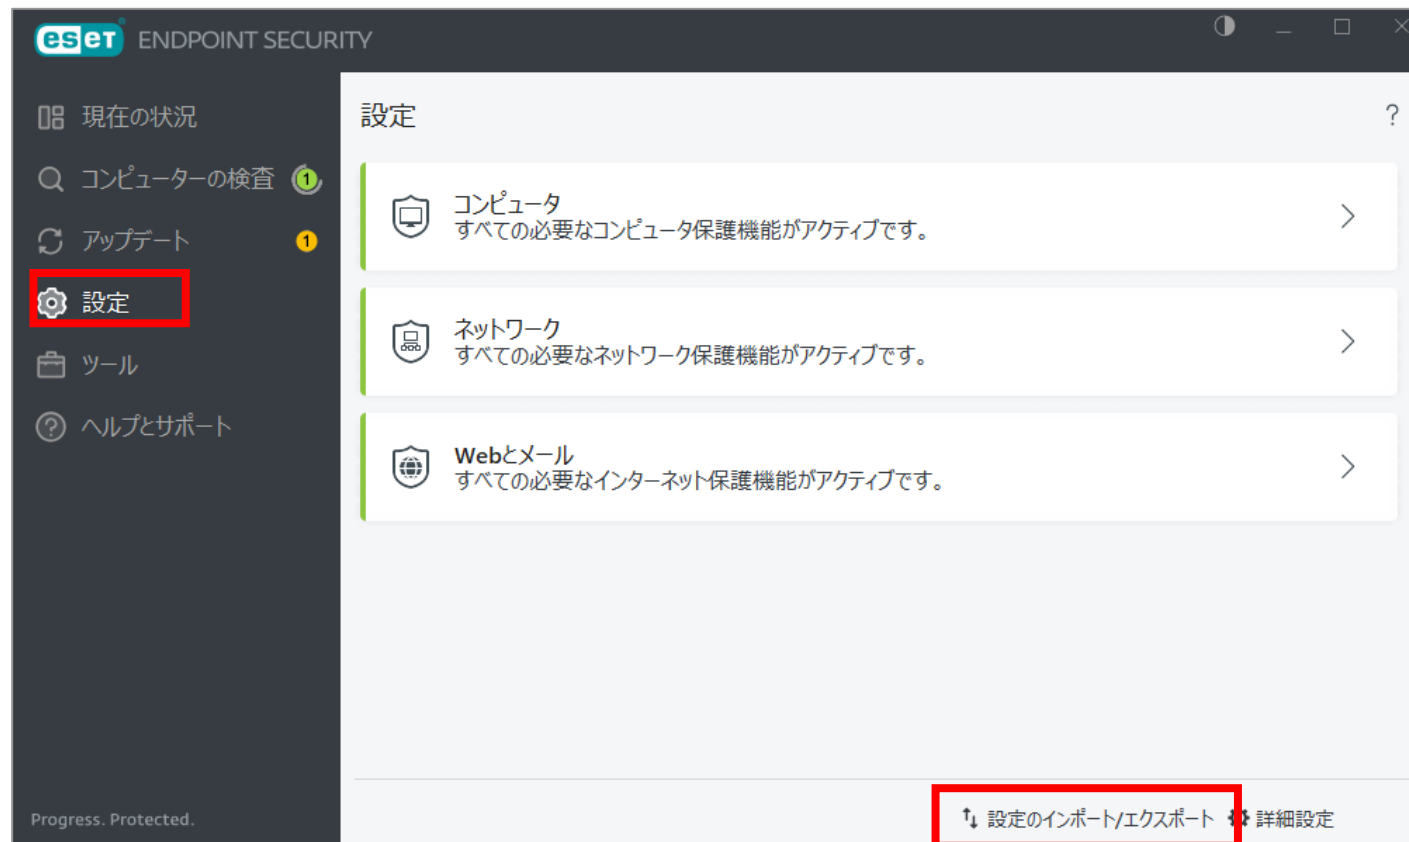 eset ENDPOINT SECURITY
現在の状況
コンピューターの検査 1
アップデート 1
設定
ツール
ヘルプとサポート
Progress. Protected.
設定 ?
コンピュータ
すべての必要なコンピュータ保護機能がアクティブです。
ネットワーク
すべての必要なネットワーク保護機能がアクティブです。
Webとメール
すべての必要なインターネット保護機能がアクティブです。
設定のインポート/エクスポート 詳細設定